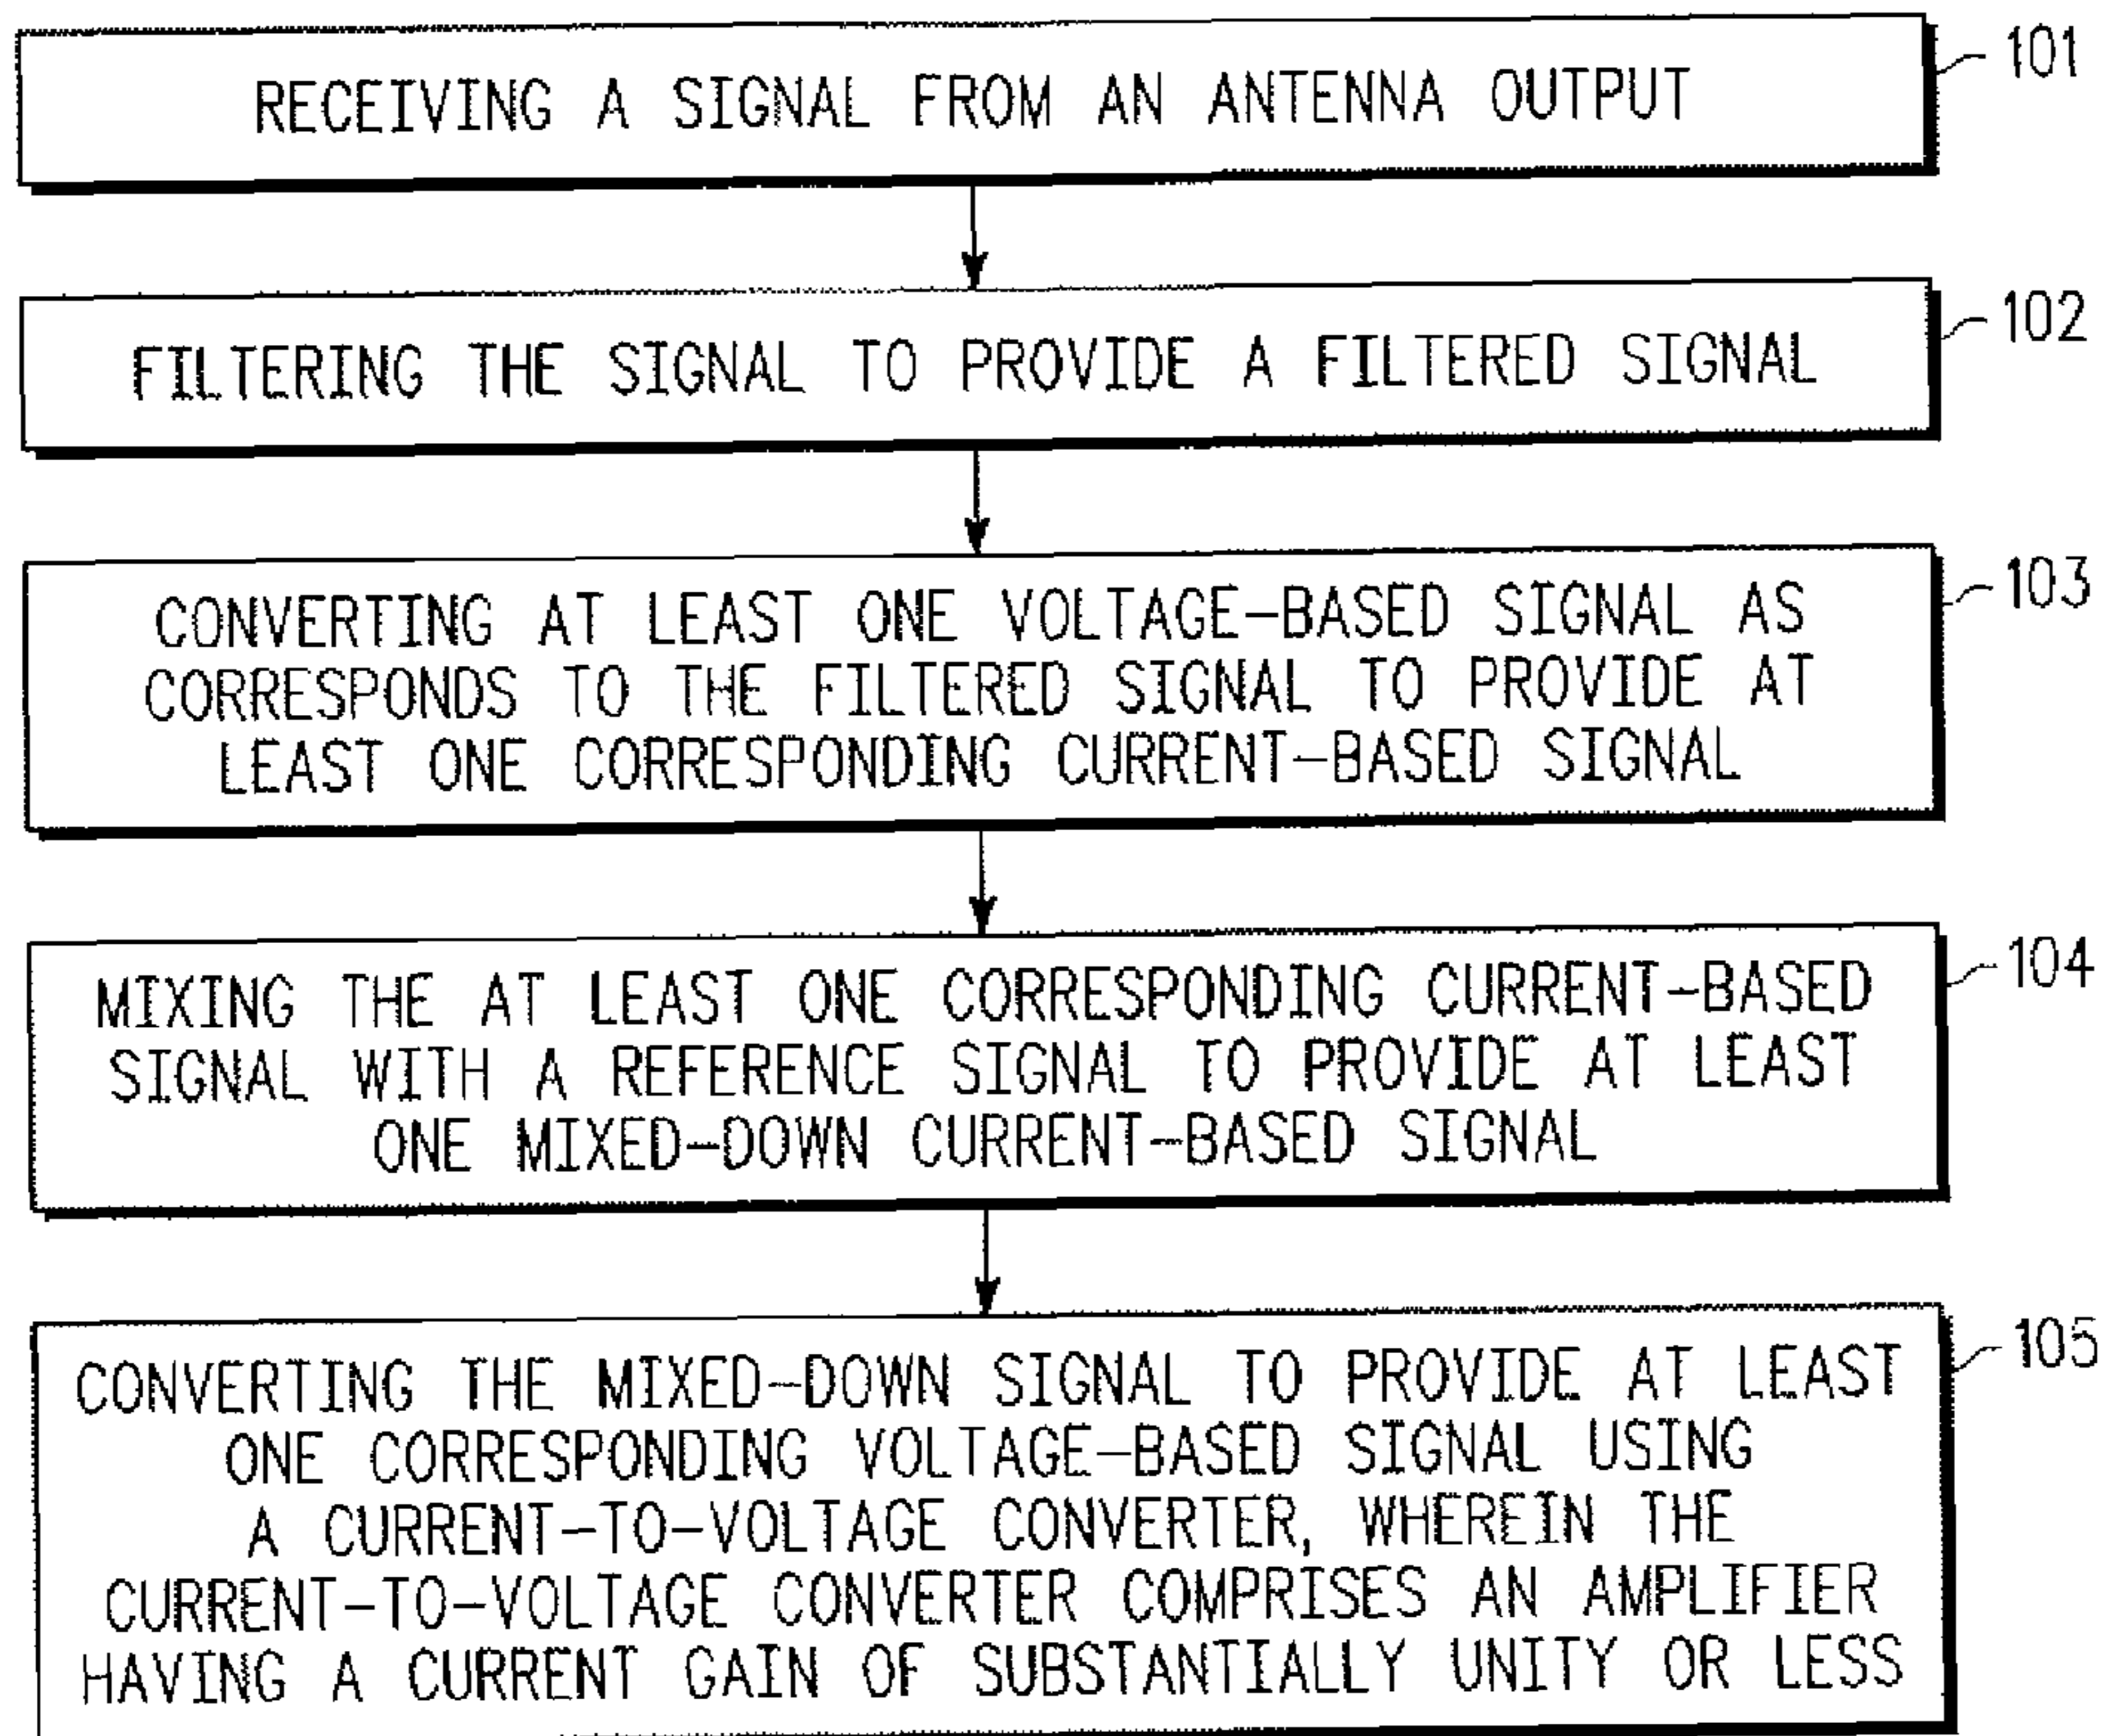 RECEIVING A SIGNAL FROM AN ANTENNA OUTPUT
101
FILTERING THE SIGNAL TO PROVIDE A FILTERED SIGNAL
102
CONVERTING AT LEAST ONE VOLTAGE-BASED SIGNAL AS
CORRESPONDS TO THE FILTERED SIGNAL TO PROVIDE AT
LEAST ONE CORRESPONDING CURRENT-BASED SIGNAL
103
MIXING THE AT LEAST ONE CORRESPONDING CURRENT-BASED
SIGNAL WITH A REFERENCE SIGNAL TO PROVIDE AT LEAST
ONE MIXED-DOWN CURRENT-BASED SIGNAL
104
CONVERTING THE MIXED-DOWN SIGNAL TO PROVIDE AT LEAST
ONE CORRESPONDING VOLTAGE-BASED SIGNAL USING
A CURRENT-TO-VOLTAGE CONVERTER, WHEREIN THE
CURRENT-TO-VOLTAGE CONVERTER COMPRISES AN AMPLIFIER
HAVING A CURRENT GAIN OF SUBSTANTIALLY UNITY OR LESS
105